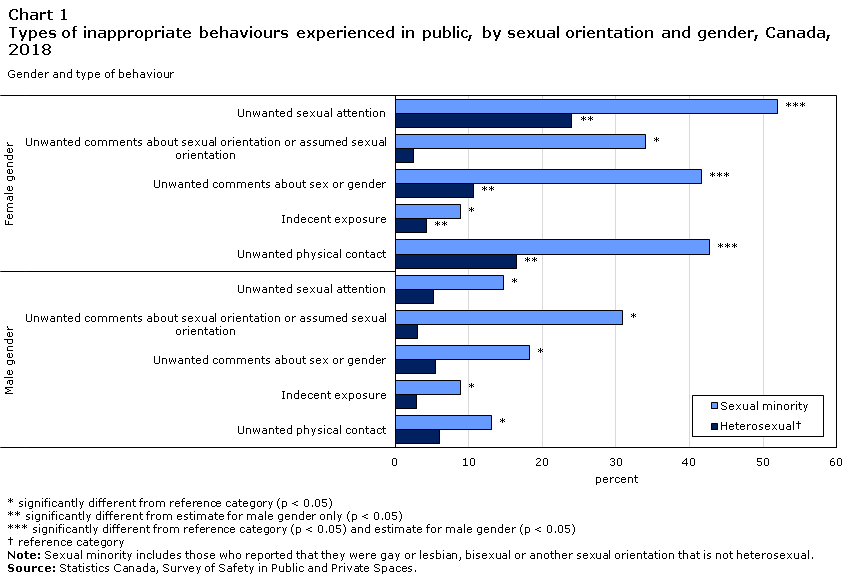 Chart 1
Types of inappropriate behaviours experienced in public, by sexual orientation and gender, Canada,
2018
Gender and type of behaviour
Female gender
Unwanted sexual attention
***
**
Unwanted comments about sexual orientation or assumed sexual
orientation
*
Unwanted comments about sex or gender
***
**
Indecent exposure
*
**
Unwanted physical contact
***
**
Male gender
Unwanted sexual attention
*
Unwanted comments about sexual orientation or assumed sexual
orientation
*
Unwanted comments about sex or gender
*
Indecent exposure
*
Unwanted physical contact
*
Sexual minority
Heterosexual†
0 10 20 30 40 50 60
percent
* significantly different from reference category (p < 0.05)
** significantly different from estimate for male gender only (p < 0.05)
*** significantly different from reference category (p < 0.05) and estimate for male gender (p < 0.05)
† reference category
Note: Sexual minority includes those who reported that they were gay or lesbian, bisexual or another sexual orientation that is not heterosexual.
Source: Statistics Canada, Survey of Safety in Public and Private Spaces.